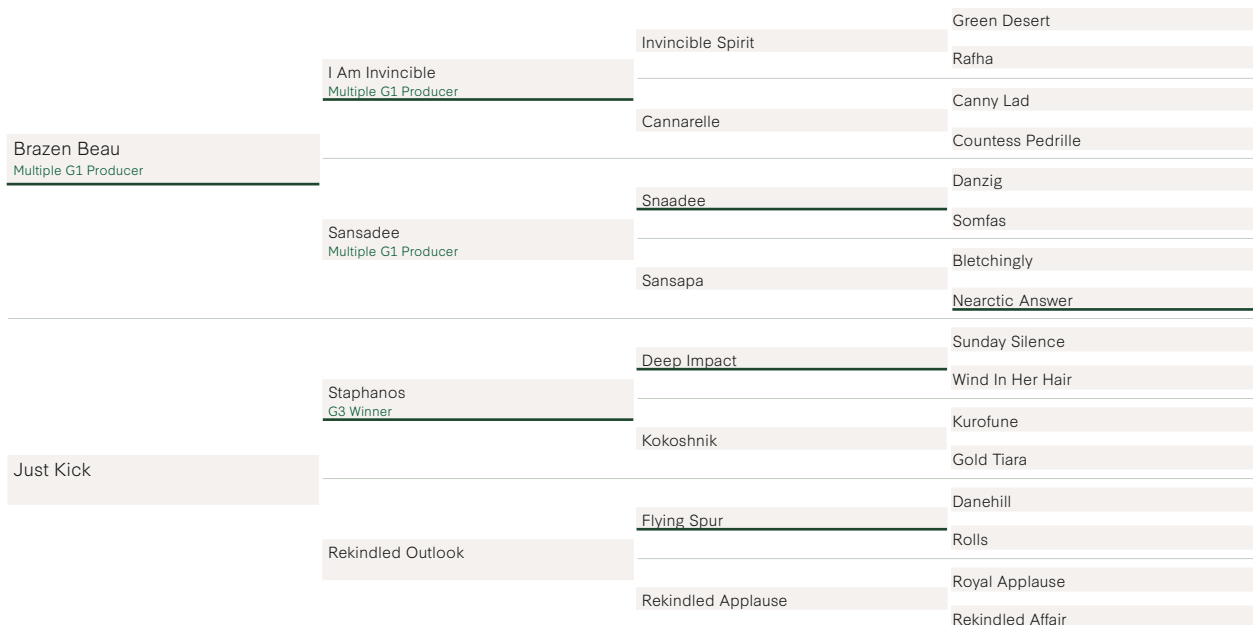 Green Desert
Invincible Spirit
Rafha
I Am Invincible
Multiple G1 Producer
Canny Lad
Cannarelle
Countess Pedrille
Brazen Beau
Multiple G1 Producer
Danzig
Snaadee
Somfas
Sansadee
Multiple G1 Producer
Bletchingly
Sansapa
Nearctic Answer
Sunday Silence
Deep Impact
Wind In Her Hair
Staphanos
G3 Winner
Kurofune
Kokoshnik
Gold Tiara
Just Kick
Danehill
Flying Spur
Rolls
Rekindled Outlook
Royal Applause
Rekindled Applause
Rekindled Affair